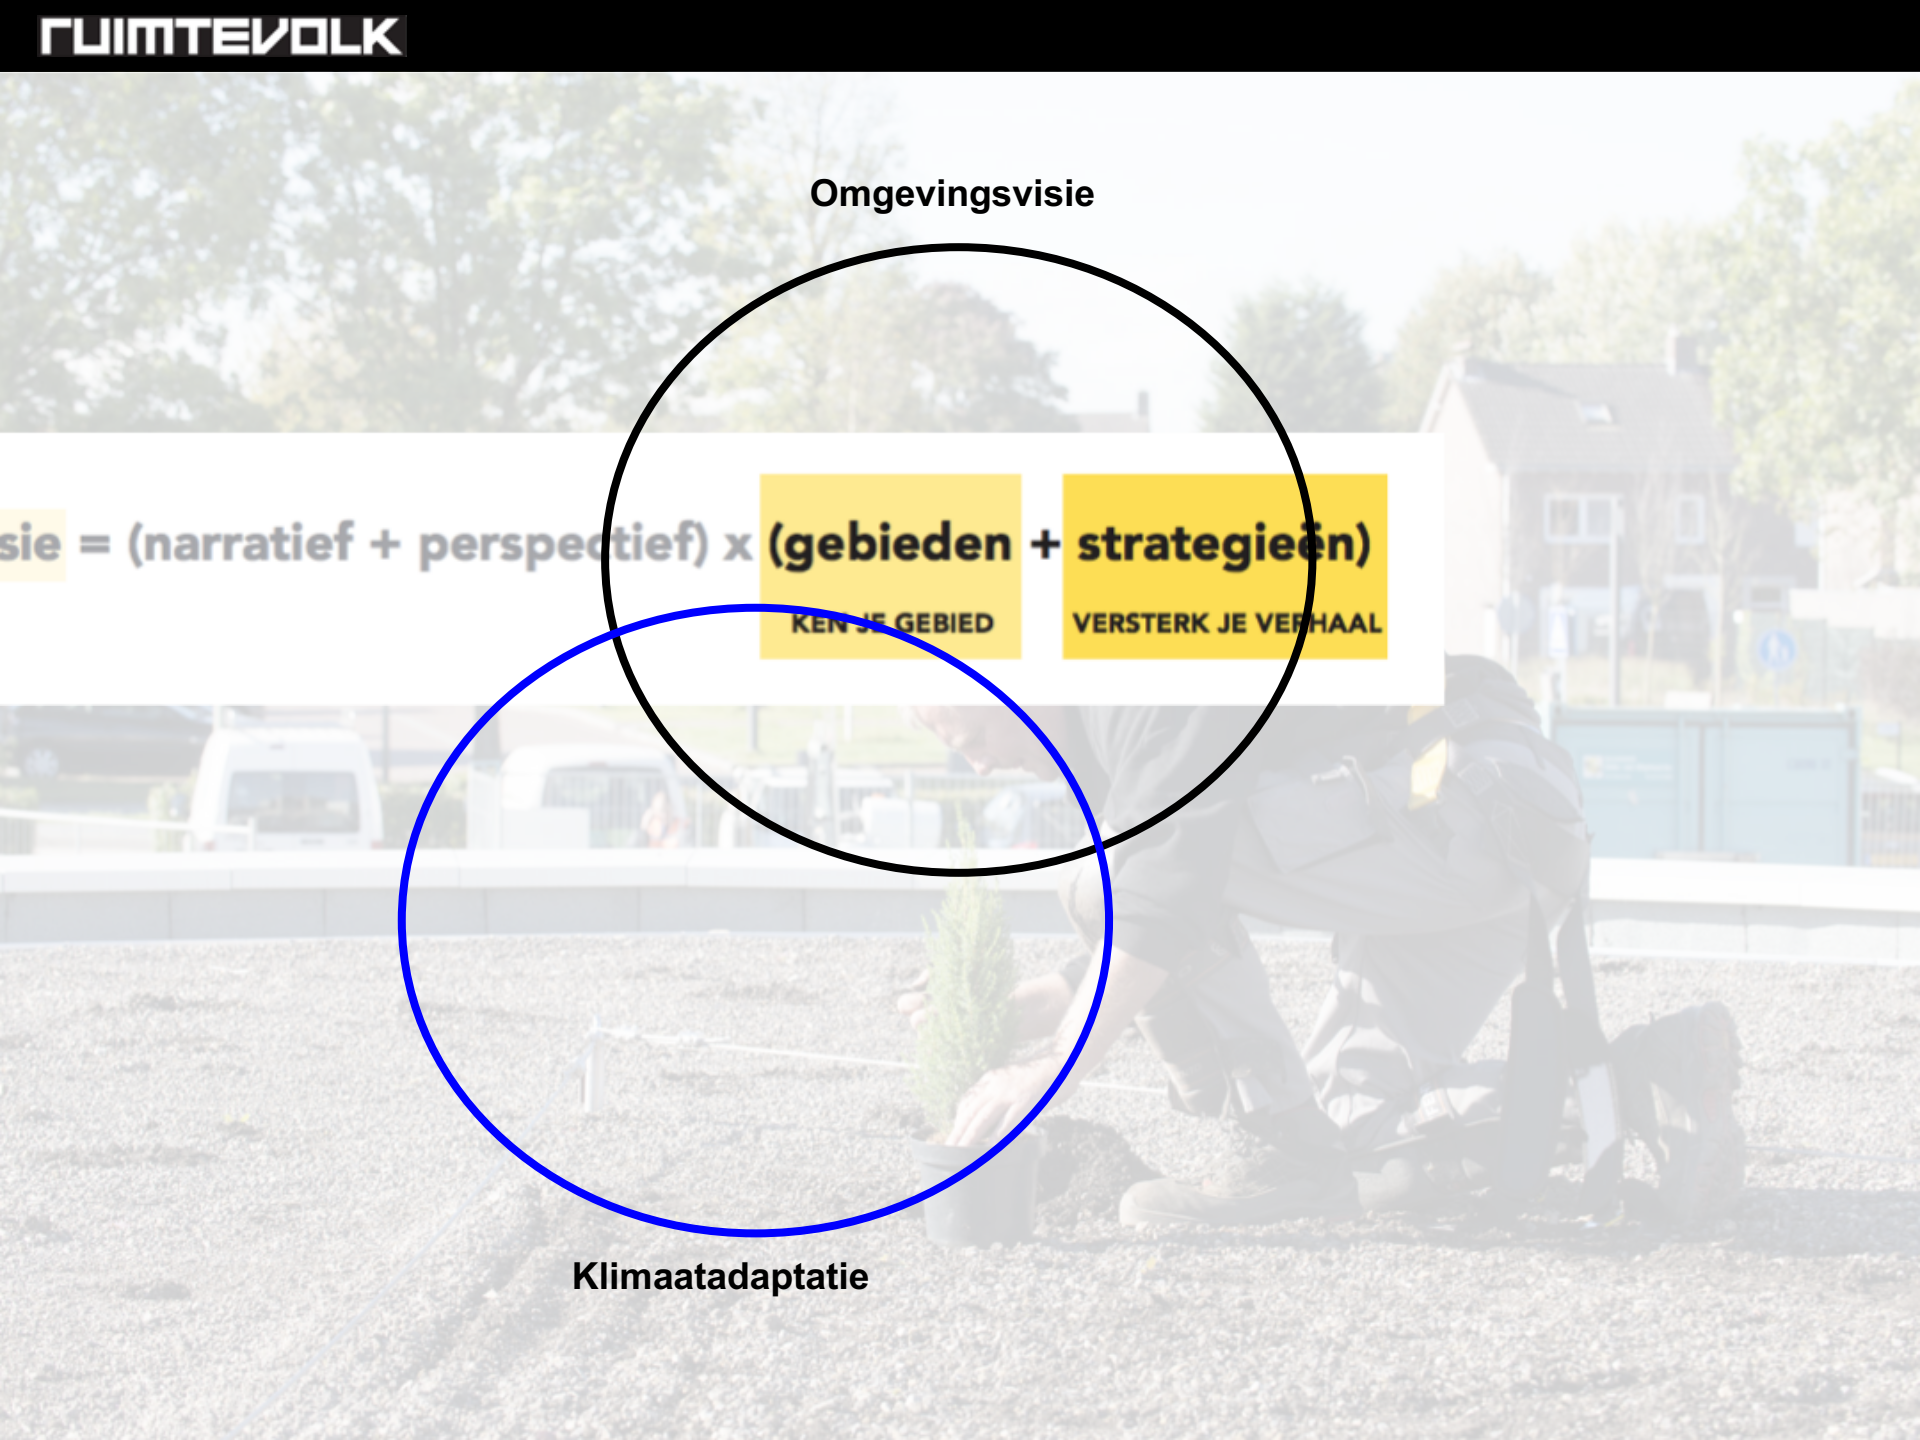 RUIMTEVOLK
Omgevingsvisie
sie = (narratief + perspectief) x (gebieden + strategieën)
KEN JE GEBIED VERSTERK JE VERHAAL
Klimaatadaptatie